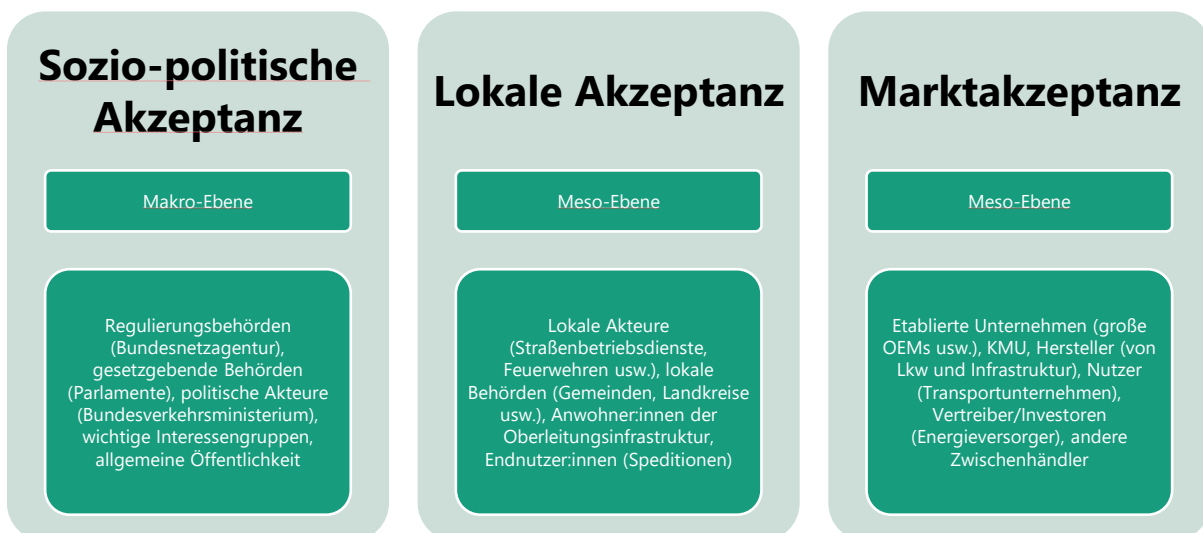 Sozio-politische
Akzeptanz
Makro-Ebene
Regulierungsbehörden
(Bundesnetzagentur),
gesetzgebende Behörden
(Parlamente), politische Akteure
(Bundesverkehrsministerium),
wichtige Interessengruppen,
allgemeine Öffentlichkeit
Lokale Akzeptanz
Meso-Ebene
Lokale Akteure
(Straßenbetriebsdienste,
Feuerwehren usw.), lokale
Behörden (Gemeinden, Landkreise
usw.), Anwohner:innen der
Oberleitungsinfrastruktur,
Endnutzer:innen (Speditionen)
Marktakzeptanz
Meso-Ebene
Etablierte Unternehmen (große
OEMs usw.), KMU, Hersteller (von
Lkw und Infrastruktur), Nutzer
(Transportunternehmen),
Vertreiber/Investoren
(Energieversorger), andere
Zwischenhändler